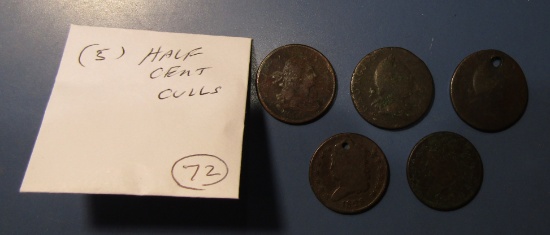 (5) HALF
CENT
CULLS
72